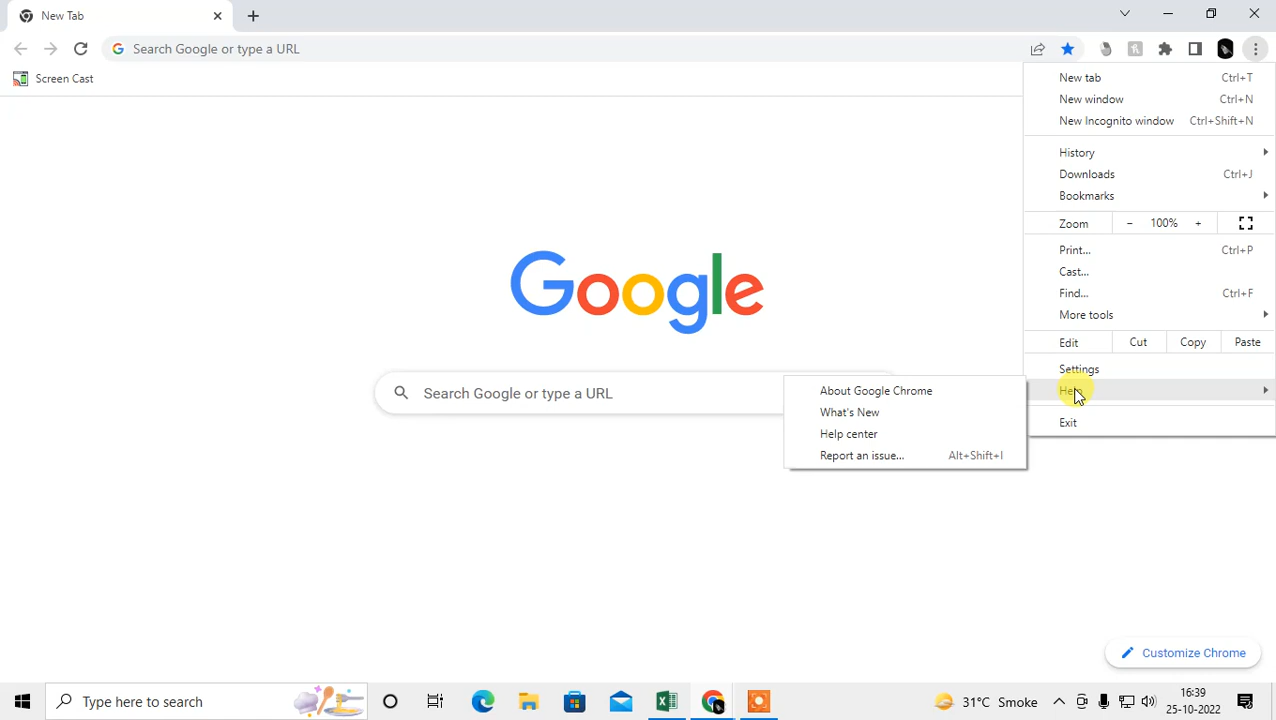 New Tab
Search Google or type a URL
Screen Cast
New tab Ctrl+T
New window Ctrl+N
New Incognito window Ctrl+Shift+N
History
Downloads Ctrl+J
Bookmarks
Zoom - 100% +
Print... Ctrl+P
Cast...
Find... Ctrl+F
More tools
Edit Cut Copy Paste
Settings
Help
Exit
Google
Search Google or type a URL
About Google Chrome
What's New
Help center
Report an issue... Alt+Shift+I
Customize Chrome
Type here to search
31°C Smoke
16:39
25-10-2022